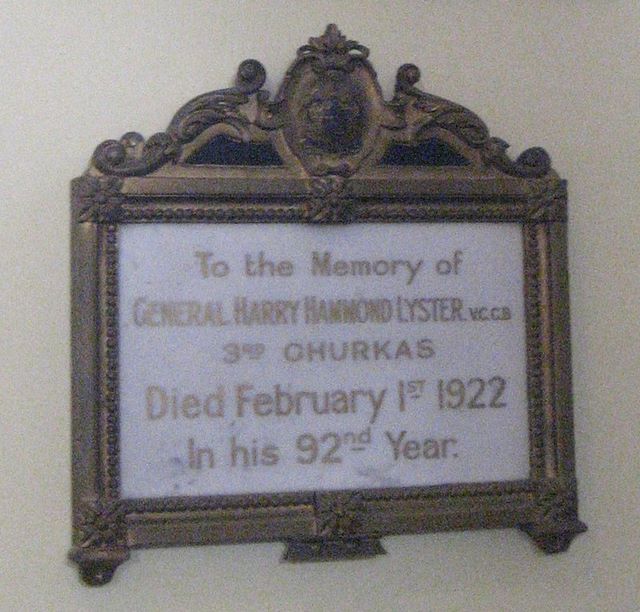 To the Memory of
GENERAL HARRY HAMMOND LYSTER. V.C. C.B
3RD GHURKAS
Died February 1ST 1922
In his 92nd Year.